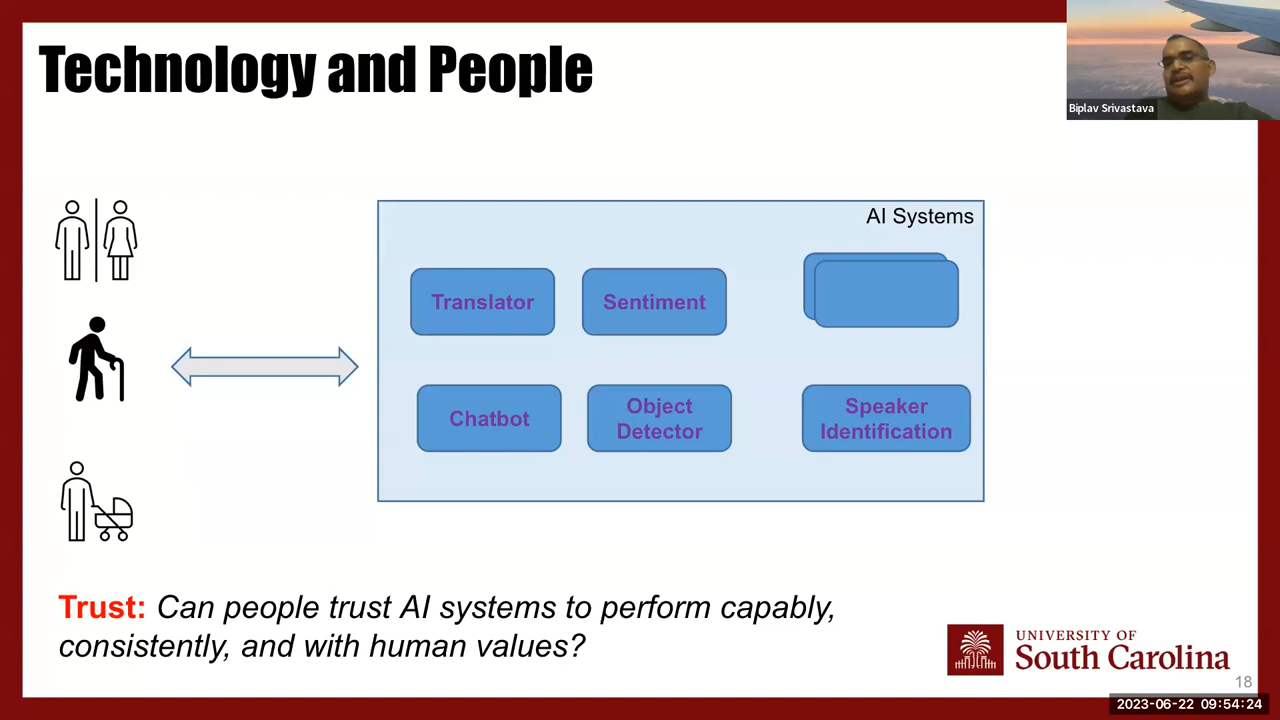 Technology and People
Biplav Srivastava
AI Systems
Translator
Sentiment
Chatbot
Object
Detector
Speaker
Identification
Trust: Can people trust AI systems to perform capably,
consistently, and with human values?
UNIVERSITY OF
South Carolina
18
2023-06-22 09:54:24